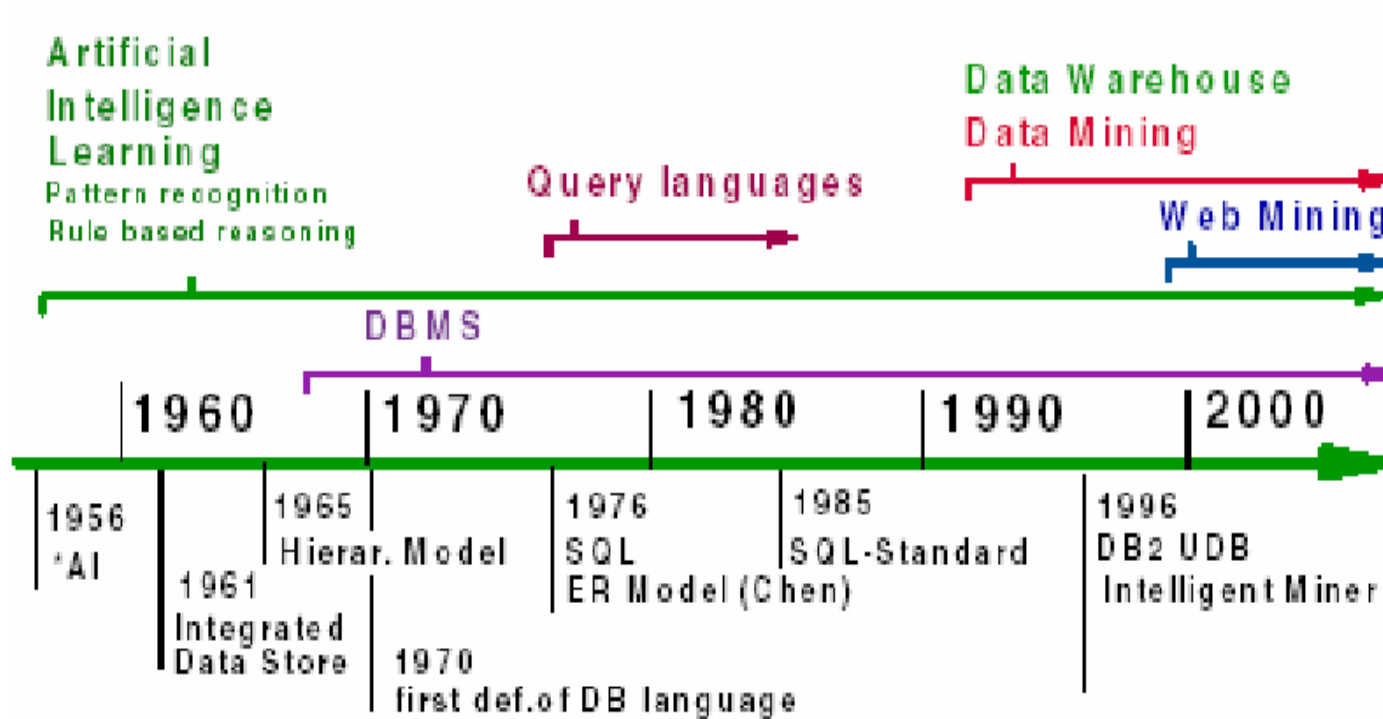 Artificial
Intelligence
Learning
Pattern recognition
Rule based reasoning
Query languages
Data Warehouse
Data Mining
Web Mining
DBMS
1960
1970
1980
1990
2000
1956
*AI
1961
Integrated
Data Store
1965
Hierar. Model
1970
first def.of DB language
1976
SQL
ER Model (Chen)
1985
SQL-Standard
1996
DB2 UDB
Intelligent Miner